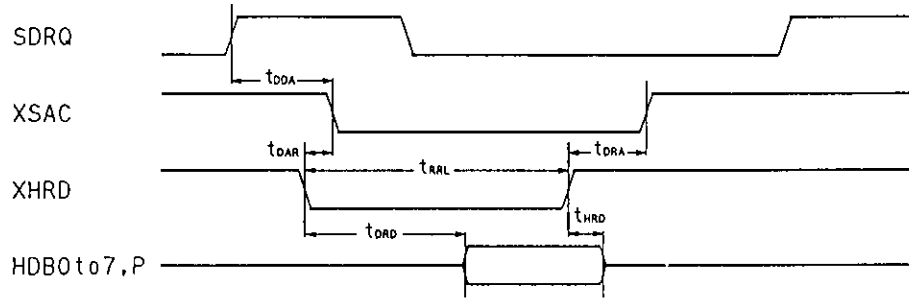 SDRQ
tDDA
XSAC
tDAR
tRRL
tDRA
XHRD
tDRD
tHRD
HDB0to7,P